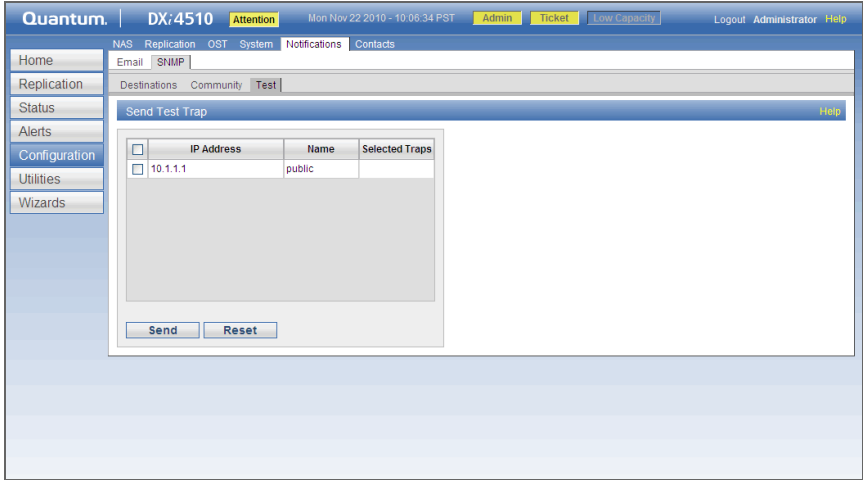 Quantum. DXi4510 Attention Mon Nov 22 2010 - 10:06:34 PST Admin Ticket Low Capacity Logout Administrator Help
NAS Replication OST System Notifications Contacts
Home
Replication
Status
Alerts
Configuration
Utilities
Wizards
Email SNMP
Destinations Community Test
Send Test Trap Help
IP Address Name Selected Traps
10.1.1.1 public
Send Reset